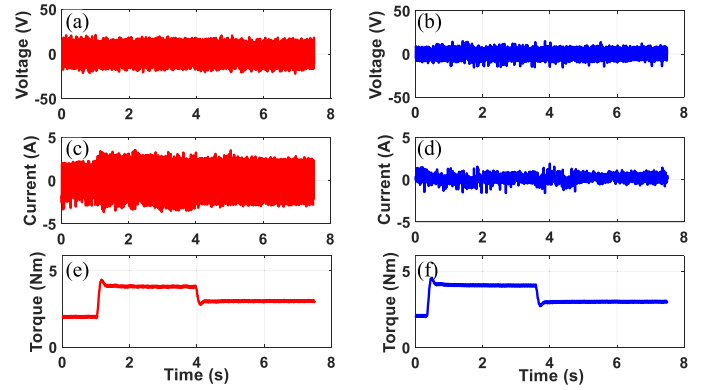 50
(a)
Voltage (V)
0
-50
0 2 4 6 8
50
(b)
Voltage (V)
0
-50
0 2 4 6 8
5
(c)
Current (A)
0
-5
0 2 4 6 8
5
(d)
Current (A)
0
-5
0 2 4 6 8
(e)
Torque (Nm)
5
0
0 2 4 6 8
Time (s)
(f)
Torque (Nm)
5
0
0 2 4 6 8
Time (s)